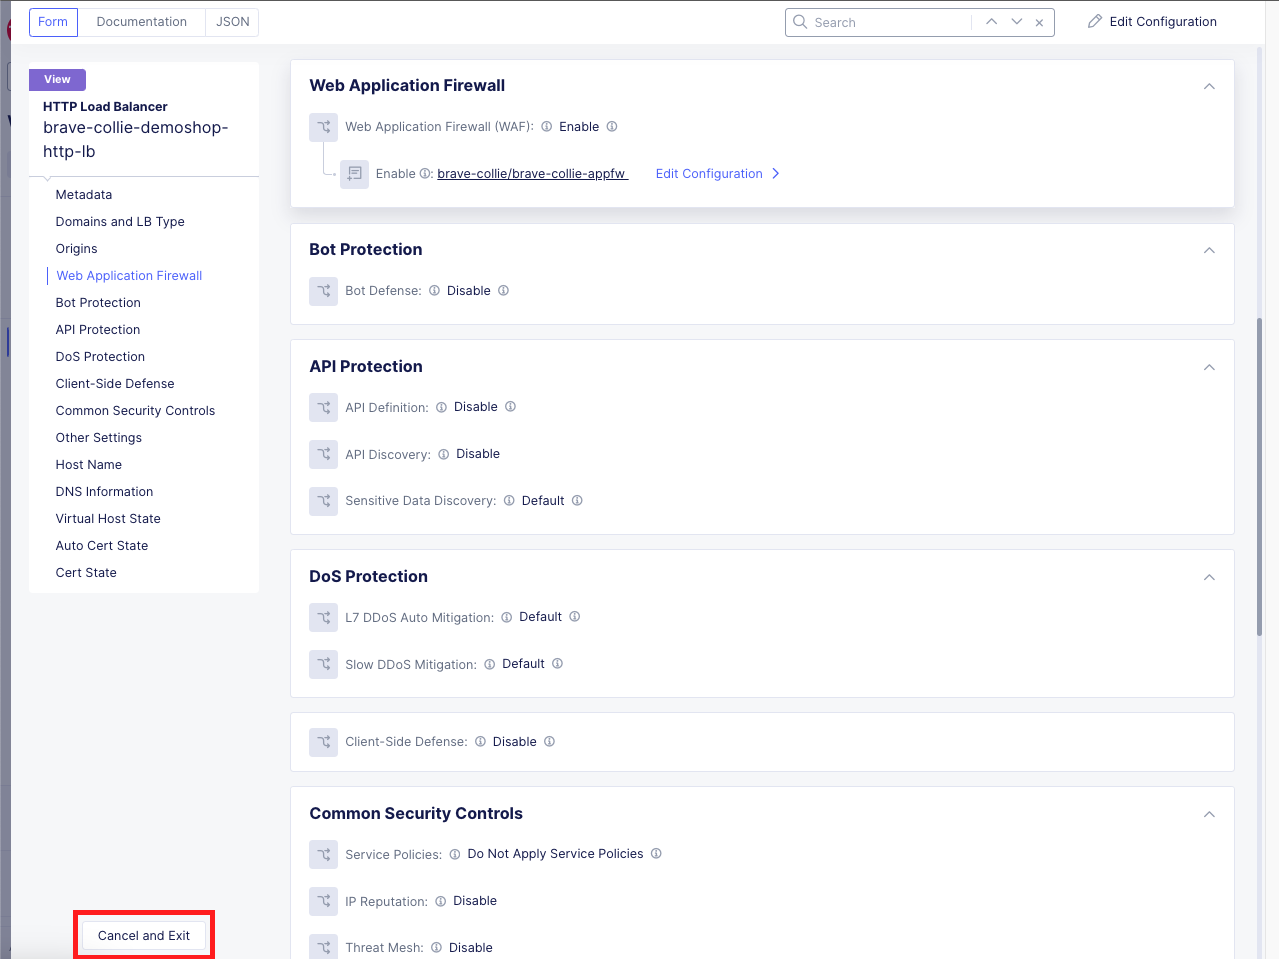 Form
Documentation
JSON
Search
Edit Configuration
View
HTTP Load Balancer
brave-collie-demoshop-
http-lb
Metadata
Domains and LB Type
Origins
Web Application Firewall
Bot Protection
API Protection
DoS Protection
Client-Side Defense
Common Security Controls
Other Settings
Host Name
DNS Information
Virtual Host State
Auto Cert State
Cert State
Cancel and Exit
Web Application Firewall
Web Application Firewall (WAF): Enable
Enable : brave-collie/brave-collie-appfw Edit Configuration
Bot Protection
Bot Defense: Disable
API Protection
API Definition: Disable
API Discovery: Disable
Sensitive Data Discovery: Default
DoS Protection
L7 DDoS Auto Mitigation: Default
Slow DDoS Mitigation: Default
Client-Side Defense: Disable
Common Security Controls
Service Policies: Do Not Apply Service Policies
IP Reputation: Disable
Threat Mesh: Disable